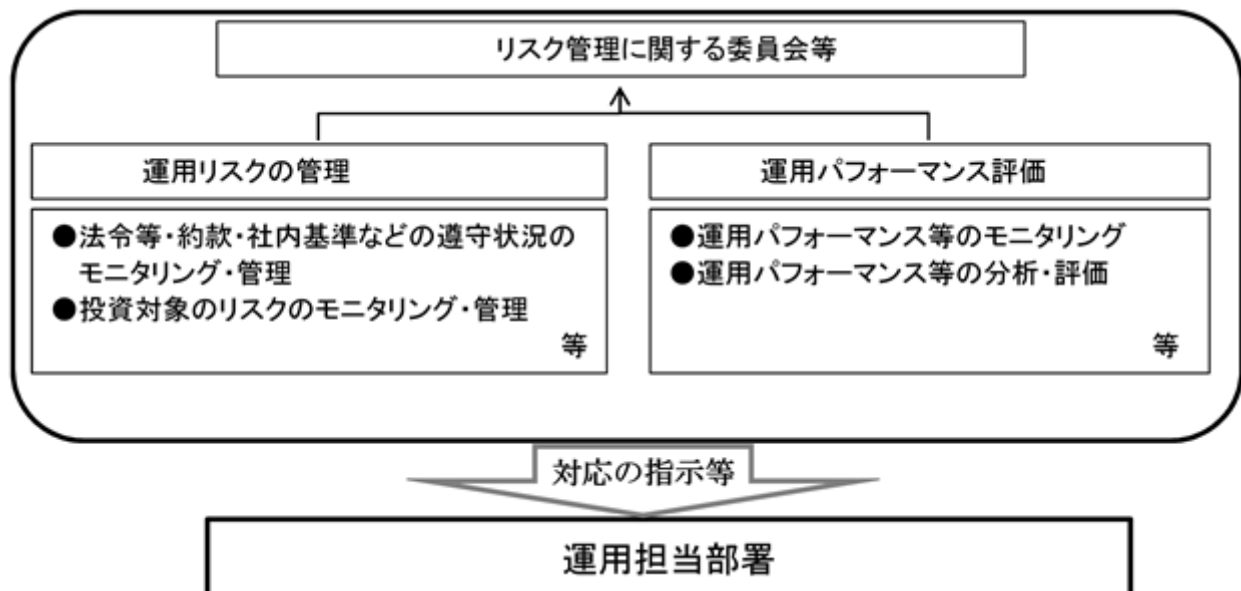 リスク管理に関する委員会等
運用リスクの管理
●法令等・約款・社内基準などの遵守状況の
モニタリング・管理
●投資対象のリスクのモニタリング・管理
等
運用パフォーマンス評価
●運用パフォーマンス等のモニタリング
●運用パフォーマンス等の分析・評価
等
対応の指示等
運用担当部署